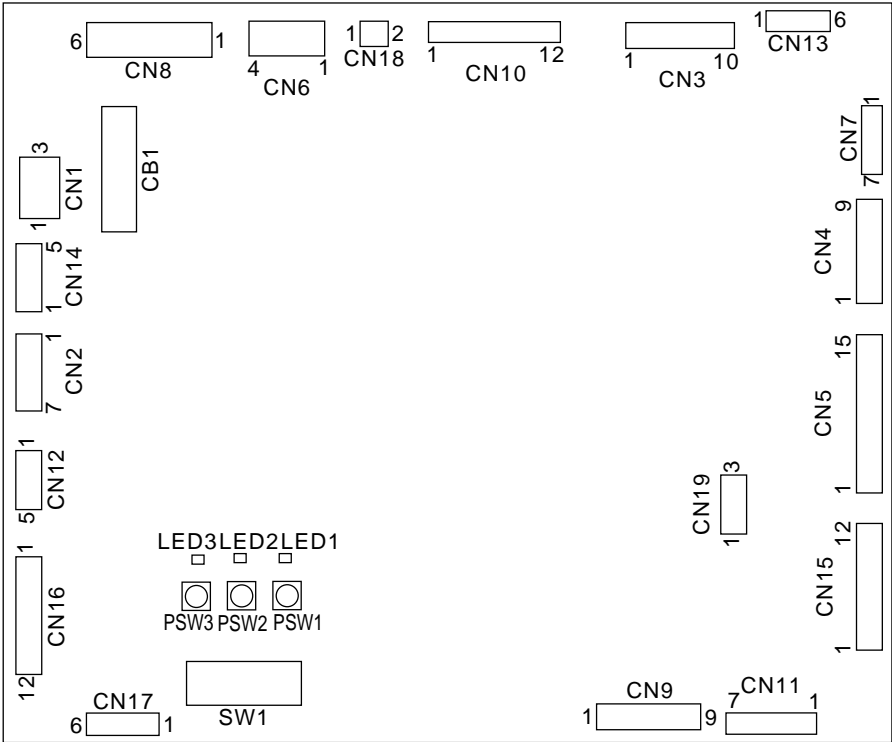 6 1
CN8
4 1
CN6
1 2
CN18
1 12
CN10
1 10
CN3
1 6
CN13
3
CN1
1
CB1
1
CN7
7
5
CN14
1
9
CN4
1
1
CN2
7
15
CN5
1
1
CN12
5
3
CN19
1
LED3 LED2 LED1
PSW3 PSW2 PSW1
1
CN16
12
12
CN15
1
SW1
CN17
6 1
CN9
1 9
CN11
7 1